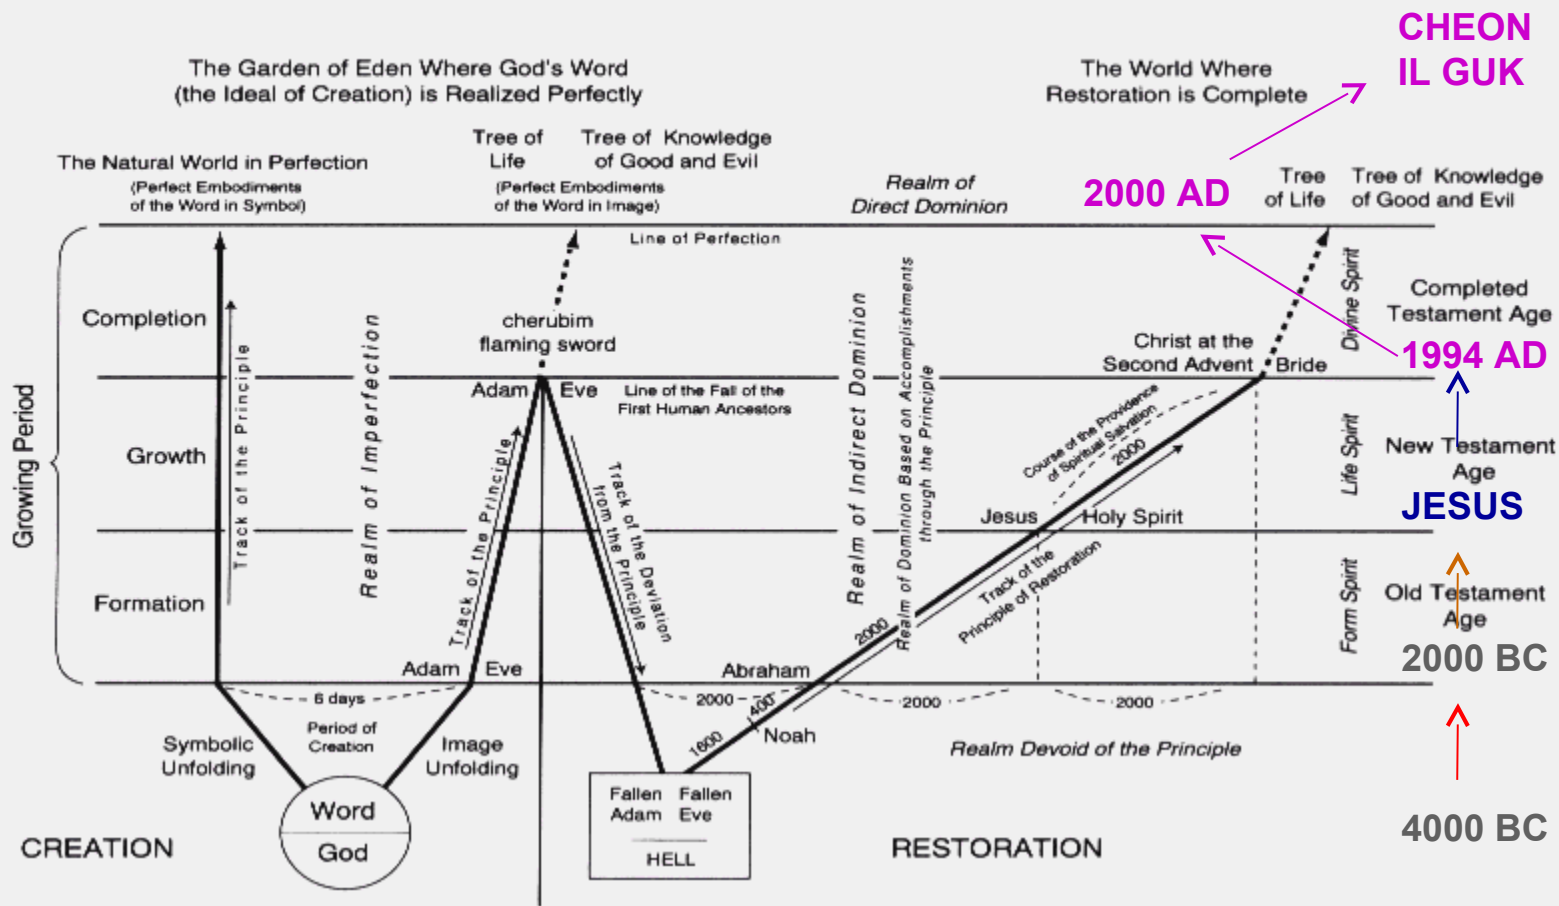 CHEON
IL GUK
The Garden of Eden Where God's Word
(the Ideal of Creation) is Realized Perfectly
The World Where
Restoration is Complete
The Natural World in Perfection
(Perfect Embodiments
of the Word in Symbol)
Tree of
Life
Tree of Knowledge
of Good and Evil
(Perfect Embodiments
of the Word in Image)
Realm of
Direct Dominion
2000 AD
Tree
of Life
Tree of Knowledge
of Good and Evil
Line of Perfection
Growing Period
Completion
Growth
Formation
Track of the Principle
Realm of Imperfection
cherubim
flaming sword
Adam
Eve
Line of the Fall of the
First Human Ancestors
Track of the Principle
Track of the Deviation
from the Principle
Realm of Indirect Dominion
Realm of Dominion Based on Accomplishments
through the Principle
Christ at the
Second Advent
Bride
Divine Spirit
Completed
Testament Age
1994 AD
Course of the Providence
of Spiritual Salvation
2000
Life Spirit
New Testament
Age
JESUS
Jesus
Holy Spirit
Track of the
Principle of Restoration
2000
Form Spirit
Old Testament
Age
2000 BC
Adam
Eve
Abraham
6 days
2000
2000
2000
400
1600
Noah
Period of
Creation
Symbolic
Unfolding
Image
Unfolding
Realm Devoid of the Principle
Word
God
Fallen
Adam
Fallen
Eve
HELL
CREATION
RESTORATION
4000 BC